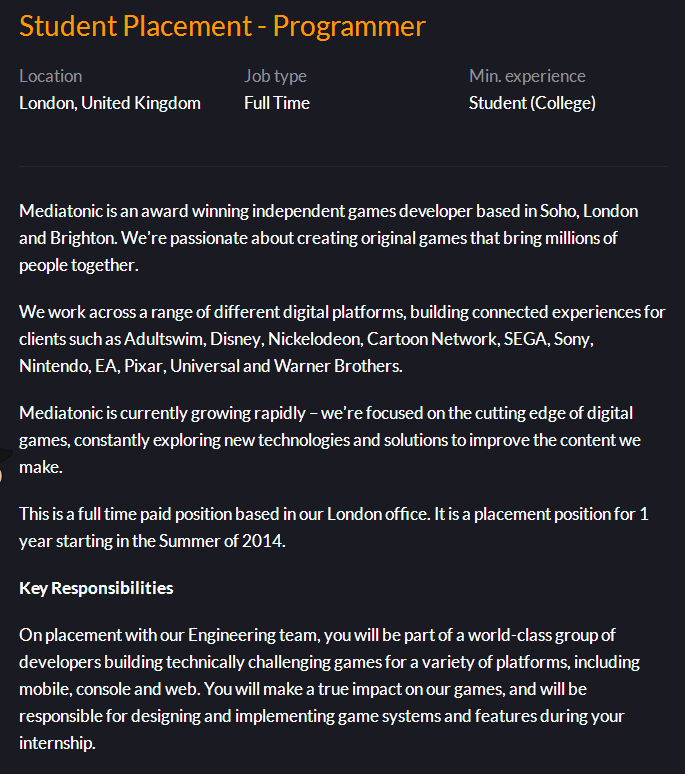 Student Placement - Programmer
Location
Job type
Min. experience
London, United Kingdom
Full Time
Student (College)
Mediatonic is an award winning independent games developer based in Soho, London
and Brighton. We're passionate about creating original games that bring millions of
people together.
We work across a range of different digital platforms, building connected experiences for
clients such as Adultswim, Disney, Nickelodeon, Cartoon Network, SEGA, Sony,
Nintendo, EA, Pixar, Universal and Warner Brothers.
Mediatonic is currently growing rapidly – we're focused on the cutting edge of digital
games, constantly exploring new technologies and solutions to improve the content we
make.
This is a full time paid position based in our London office. It is a placement position for 1
year starting in the Summer of 2014.
Key Responsibilities
On placement with our Engineering team, you will be part of a world-class group of
developers building technically challenging games for a variety of platforms, including
mobile, console and web. You will make a true impact on our games, and will be
responsible for designing and implementing game systems and features during your
internship.